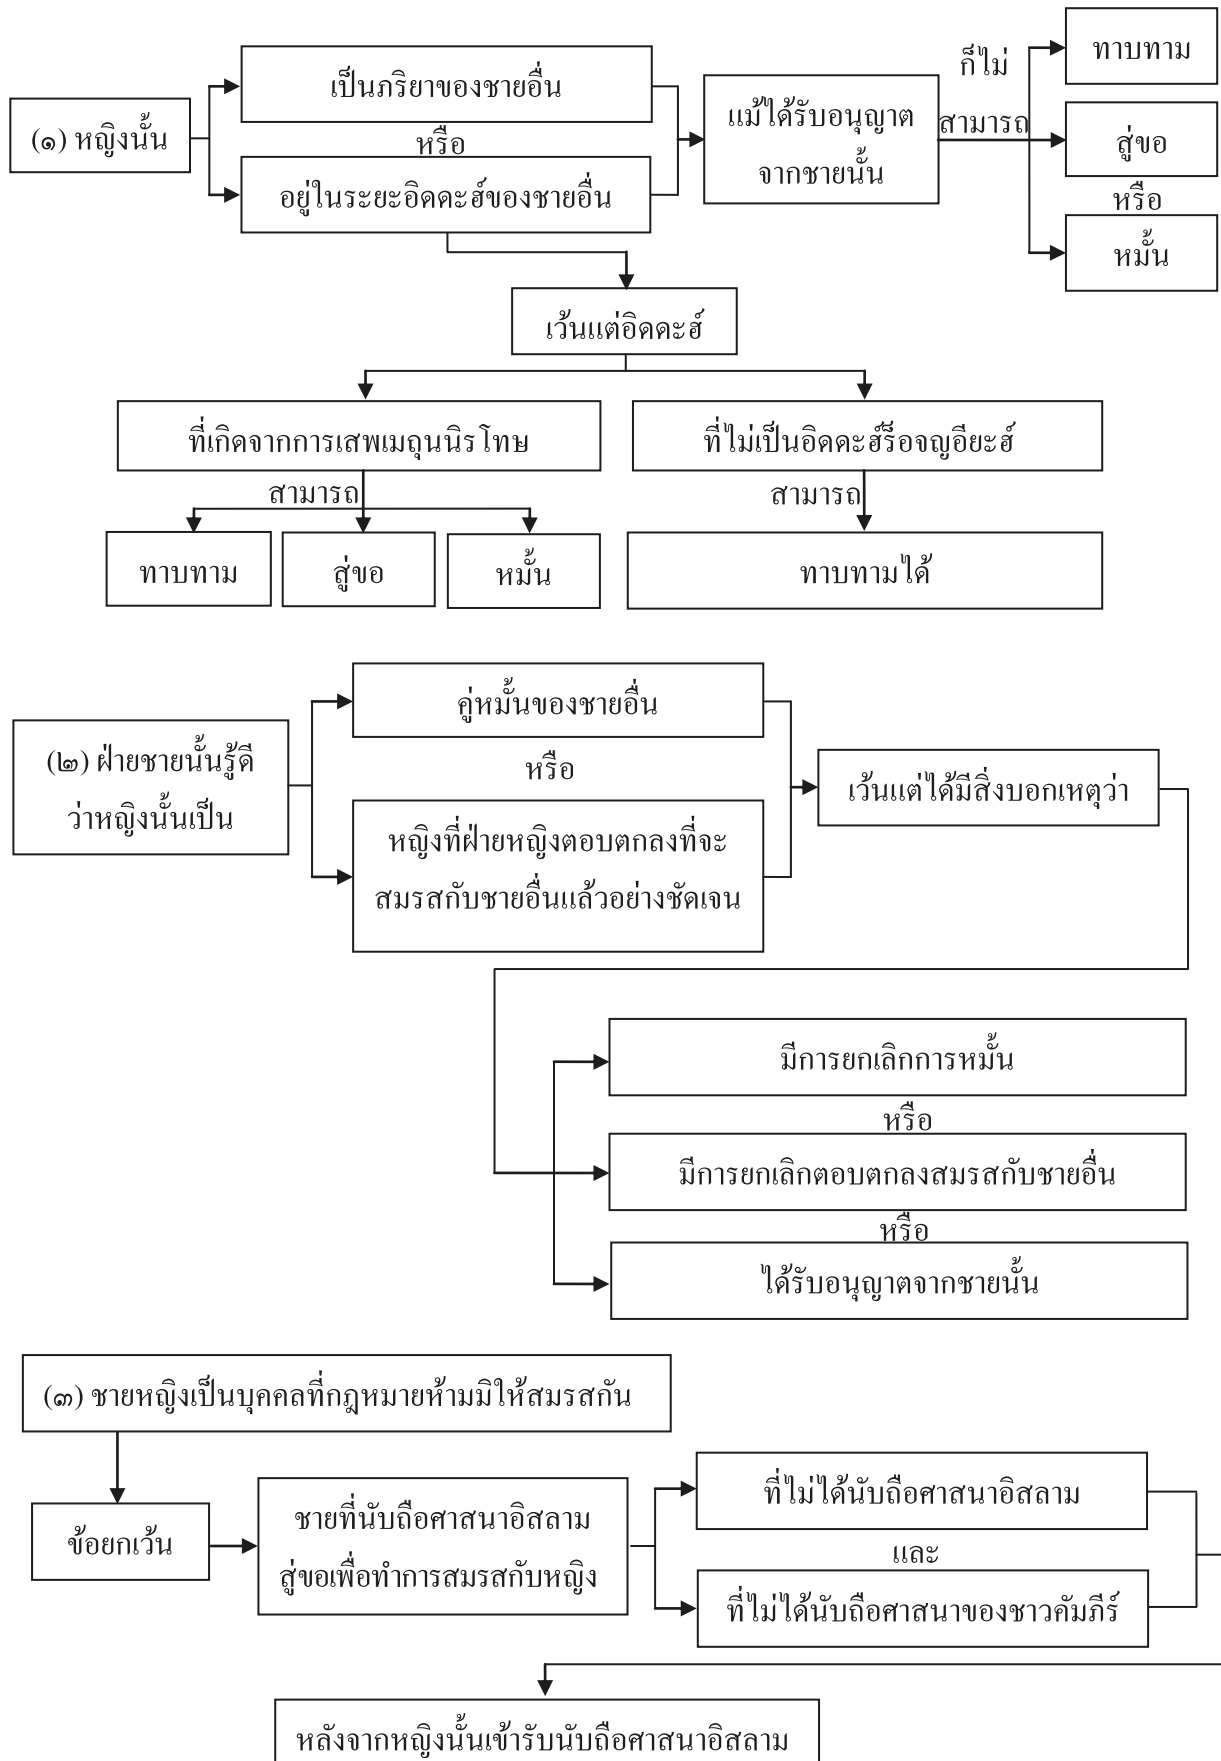 (๑) หญิงนั้น
เป็นภริยาของชายอื่น
หรือ
อยู่ในระยะอิดดะฮ์ของชายอื่น
แม้ได้รับอนุญาต
จากชายนั้น
ก็ไม่
สามารถ
ทาบทาม
สู่ขอ
หรือ
หมั้น
เว้นแต่อิดดะฮ์
ที่เกิดจากการเสพเมถุนนิรโทษ
ที่ไม่เป็นอิดดะฮ์ร็อจญอียะฮ์
สามารถ
สามารถ
ทาบทาม
สู่ขอ
หมั้น
ทาบทามได้
(๒) ฝ่ายชายนั้นรู้ดี
ว่าหญิงนั้นเป็น
คู่หมั้นของชายอื่น
หรือ
หญิงที่ฝ่ายหญิงตอบตกลงที่จะ
สมรสกับชายอื่นแล้วอย่างชัดเจน
เว้นแต่ได้มีสิ่งบอกเหตุว่า
มีการยกเลิกการหมั้น
หรือ
มีการยกเลิกตอบตกลงสมรสกับชายอื่น
หรือ
ได้รับอนุญาตจากชายนั้น
(๓) ชายหญิงเป็นบุคคลที่กฎหมายห้ามมิให้สมรสกัน
ข้อยกเว้น
ชายที่นับถือศาสนาอิสลาม
สู่ขอเพื่อทำการสมรสกับหญิง
ที่ไม่ได้นับถือศาสนาอิสลาม
และ
ที่ไม่ได้นับถือศาสนาของชาวคัมภีร์
หลังจากหญิงนั้นเข้ารับนับถือศาสนาอิสลาม